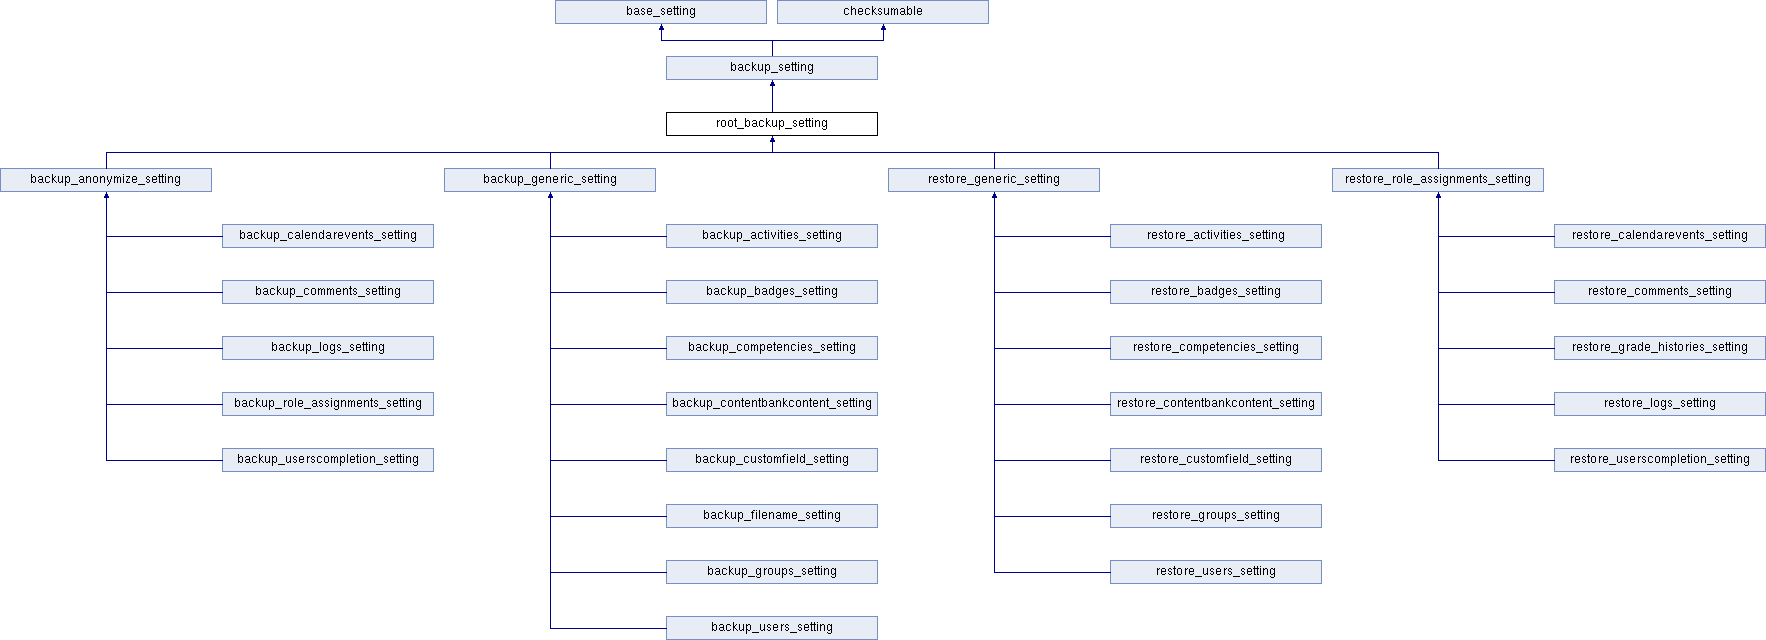 base_setting
checksumable
backup_setting
root_backup_setting
backup_anonymize_setting
backup_generic_setting
restore_generic_setting
restore_role_assignments_setting
backup_calendarevents_setting
backup_activities_setting
restore_activities_setting
restore_calendarevents_setting
backup_comments_setting
backup_badges_setting
restore_badges_setting
restore_comments_setting
backup_logs_setting
backup_competencies_setting
restore_competencies_setting
restore_grade_histories_setting
backup_role_assignments_setting
backup_contentbankcontent_setting
restore_contentbankcontent_setting
restore_logs_setting
backup_userscompletion_setting
backup_customfield_setting
restore_customfield_setting
restore_userscompletion_setting
backup_filename_setting
restore_groups_setting
backup_groups_setting
restore_users_setting
backup_users_setting